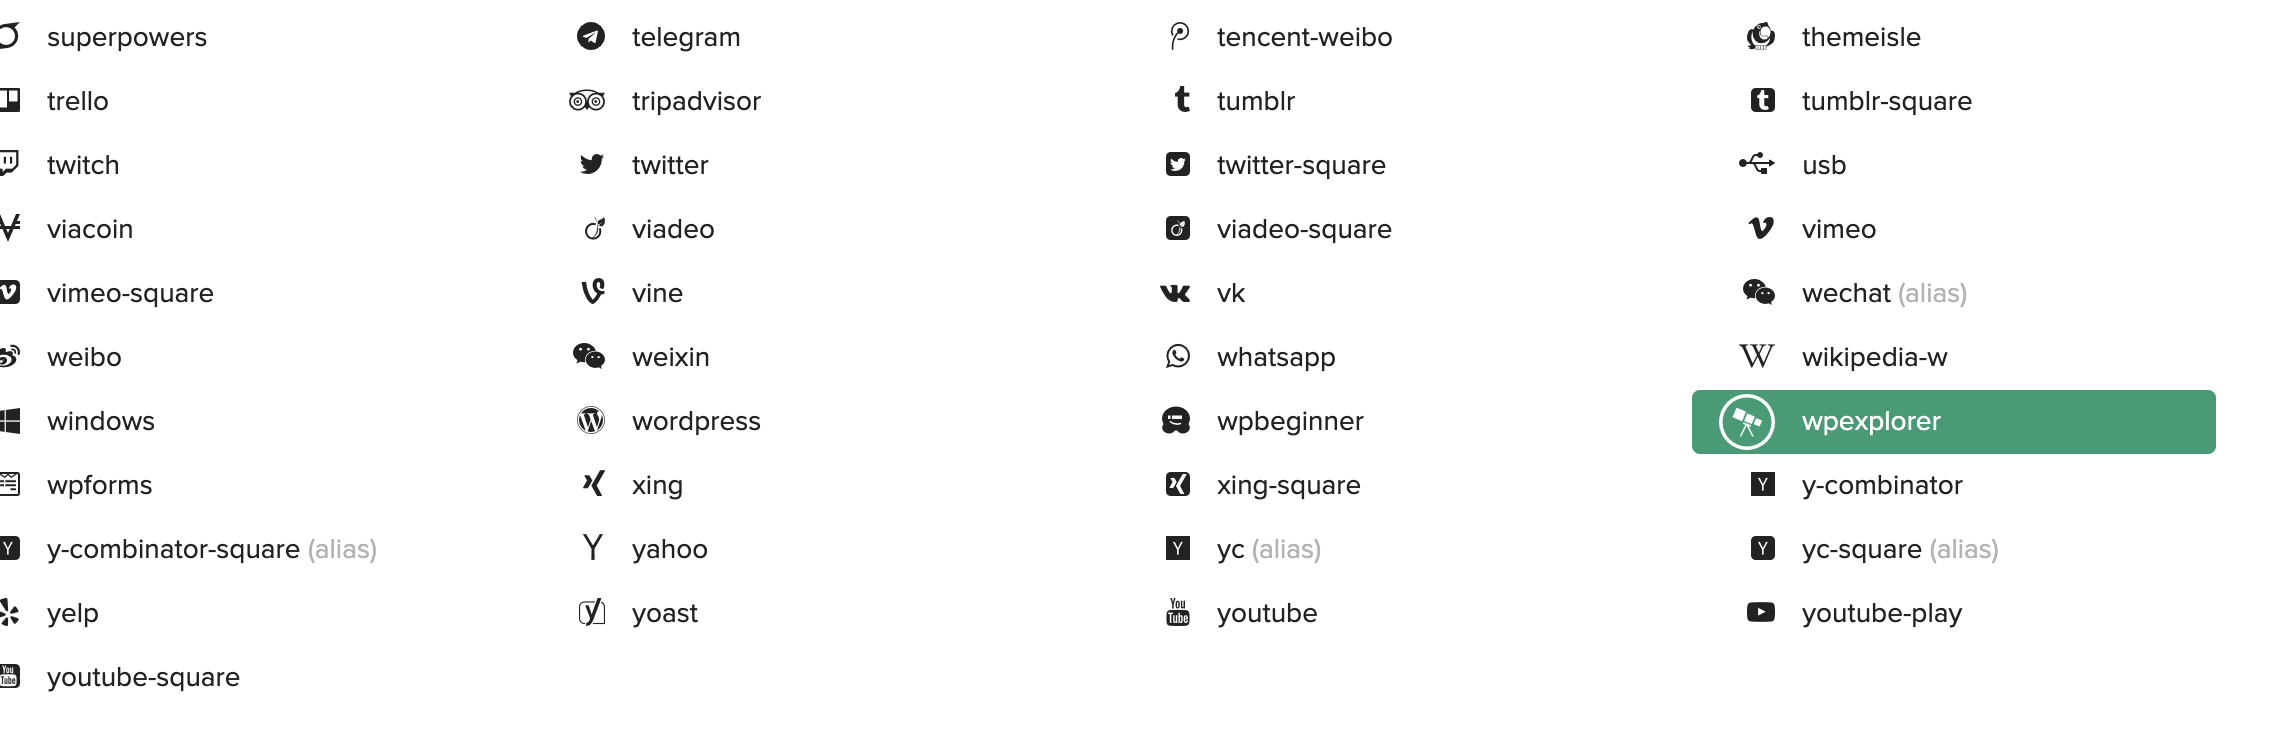 superpowers telegram tencent-weibo themeisle
trello tripadvisor tumblr tumblr-square
twitch twitter twitter-square usb
viacoin viadeo viadeo-square vimeo
vimeo-square vine vk wechat (alias)
weibo weixin whatsapp wikipedia-w
windows wordpress wpbeginner wpexplorer
wpforms xing xing-square y-combinator
y-combinator-square (alias) yahoo yc (alias) yc-square (alias)
yelp yoast youtube youtube-play
youtube-square